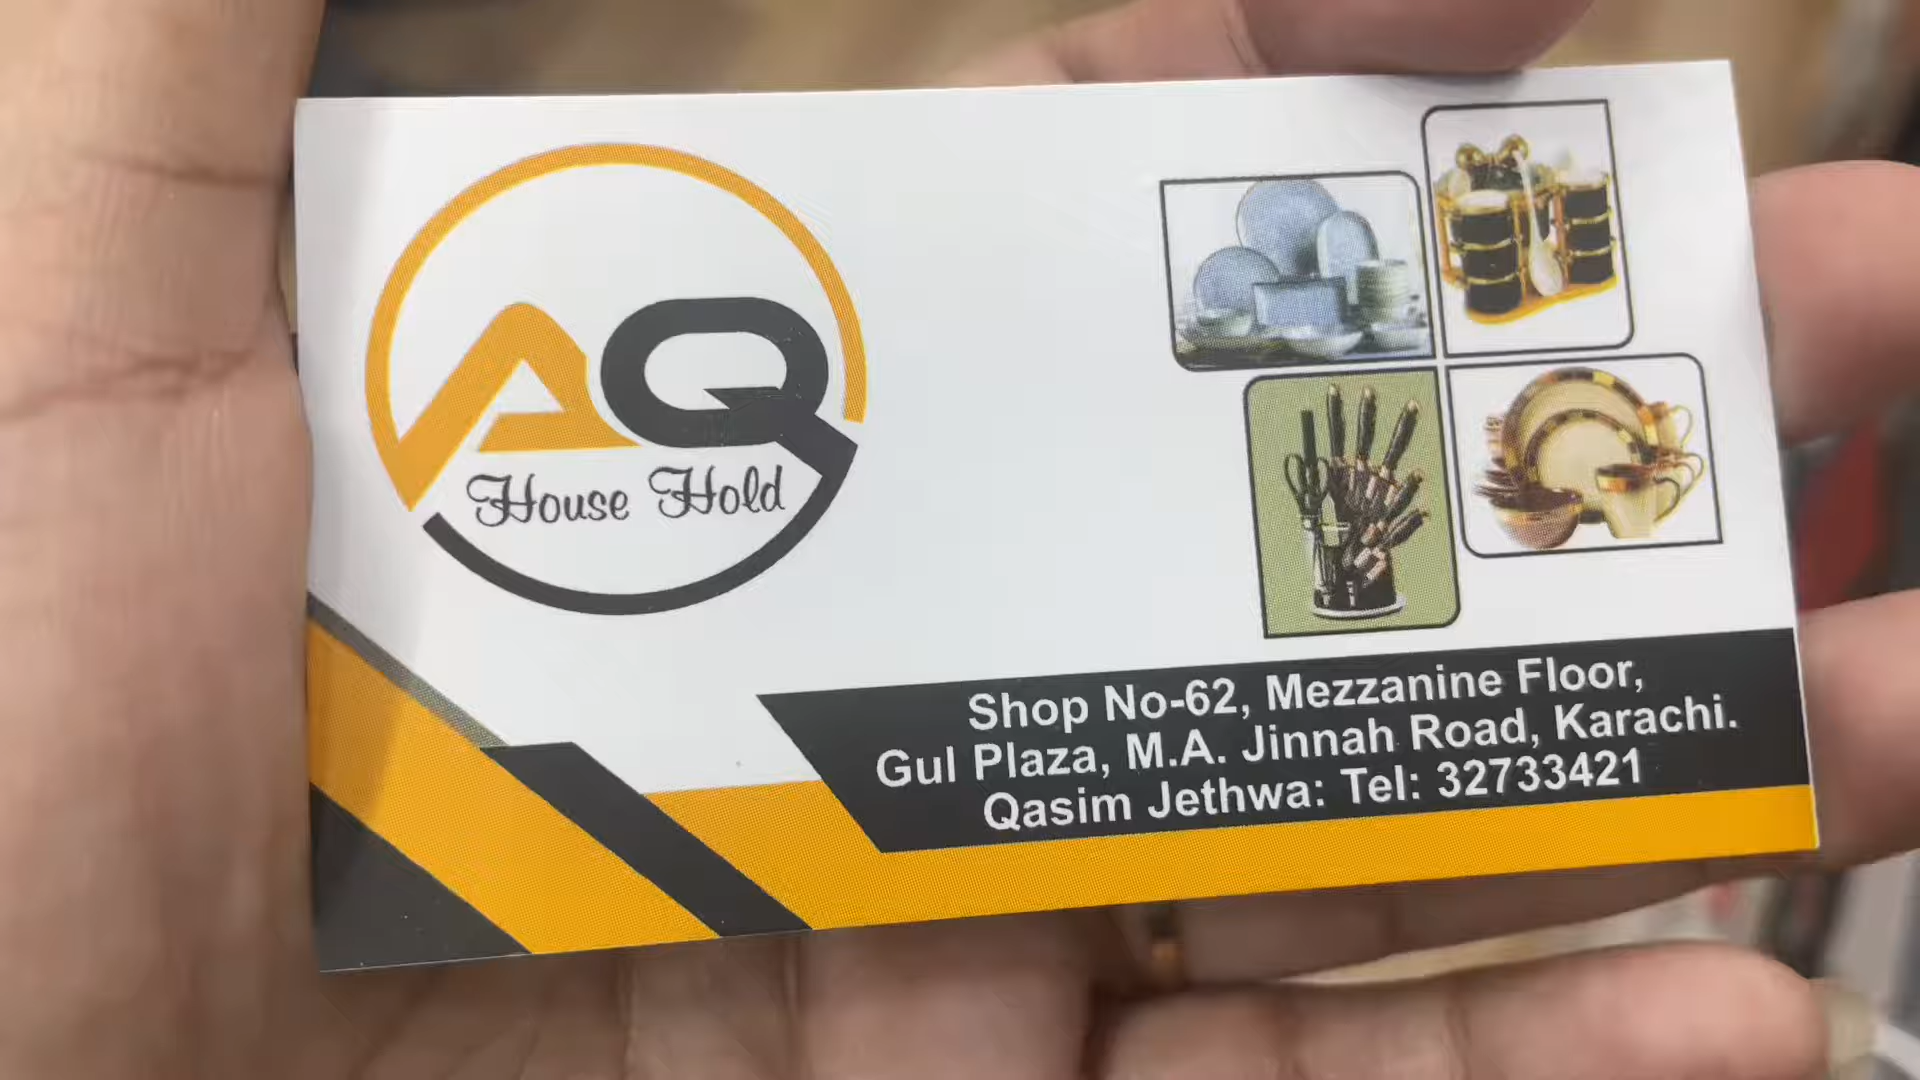 AQ
House Hold
Shop No-62, Mezzanine Floor,
Gul Plaza, M.A. Jinnah Road, Karachi.
Qasim Jethwa: Tel: 32733421